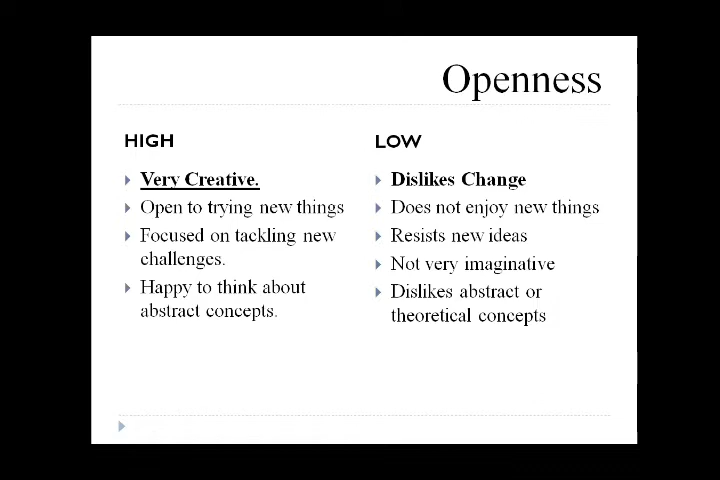 Openness
HIGH
Very Creative.
Open to trying new things
Focused on tackling new
challenges.
Happy to think about
abstract concepts.
LOW
Dislikes Change
Does not enjoy new things
Resists new ideas
Not very imaginative
Dislikes abstract or
theoretical concepts